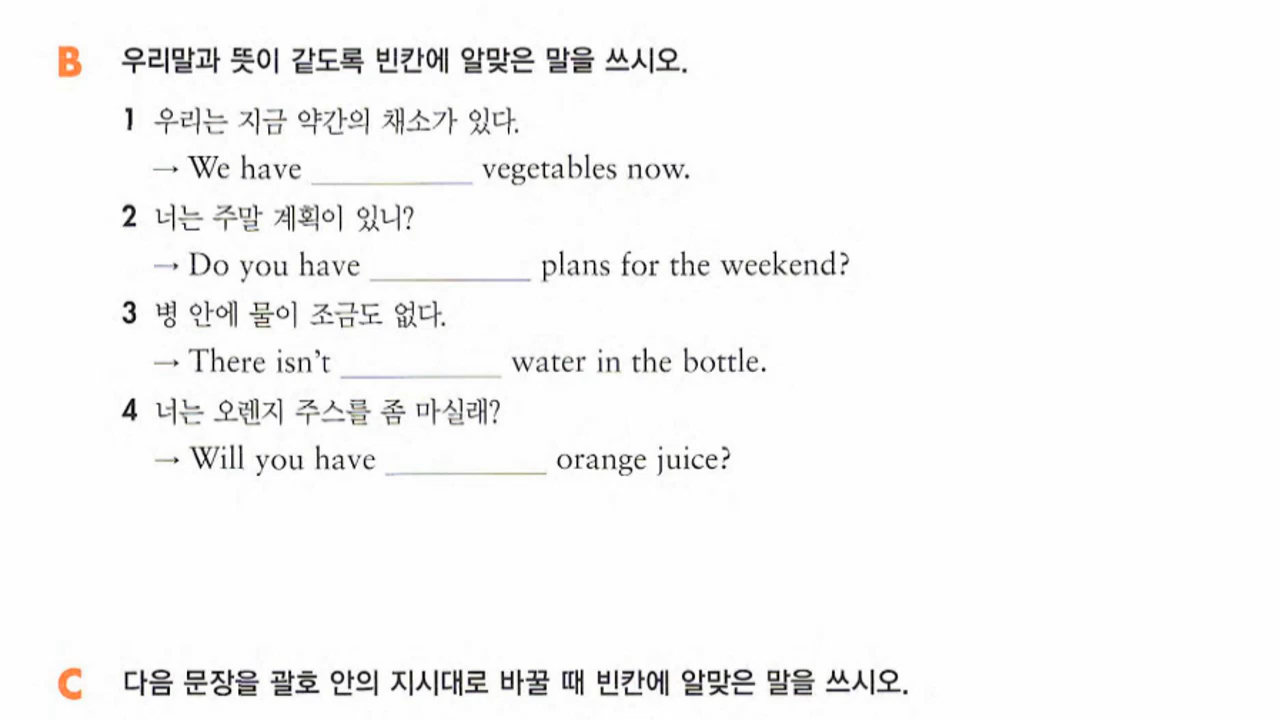 B 우리말과 뜻이 같도록 빈칸에 알맞은 말을 쓰시오.
1 우리는 지금 약간의 채소가 있다.
→ We have __________ vegetables now.
2 너는 주말 계획이 있니?
→ Do you have __________ plans for the weekend?
3 병 안에 물이 조금도 없다.
→ There isn't __________ water in the bottle.
4 너는 오렌지 주스를 좀 마실래?
→ Will you have __________ orange juice?
C 다음 문장을 괄호 안의 지시대로 바꿀 때 빈칸에 알맞은 말을 쓰시오.